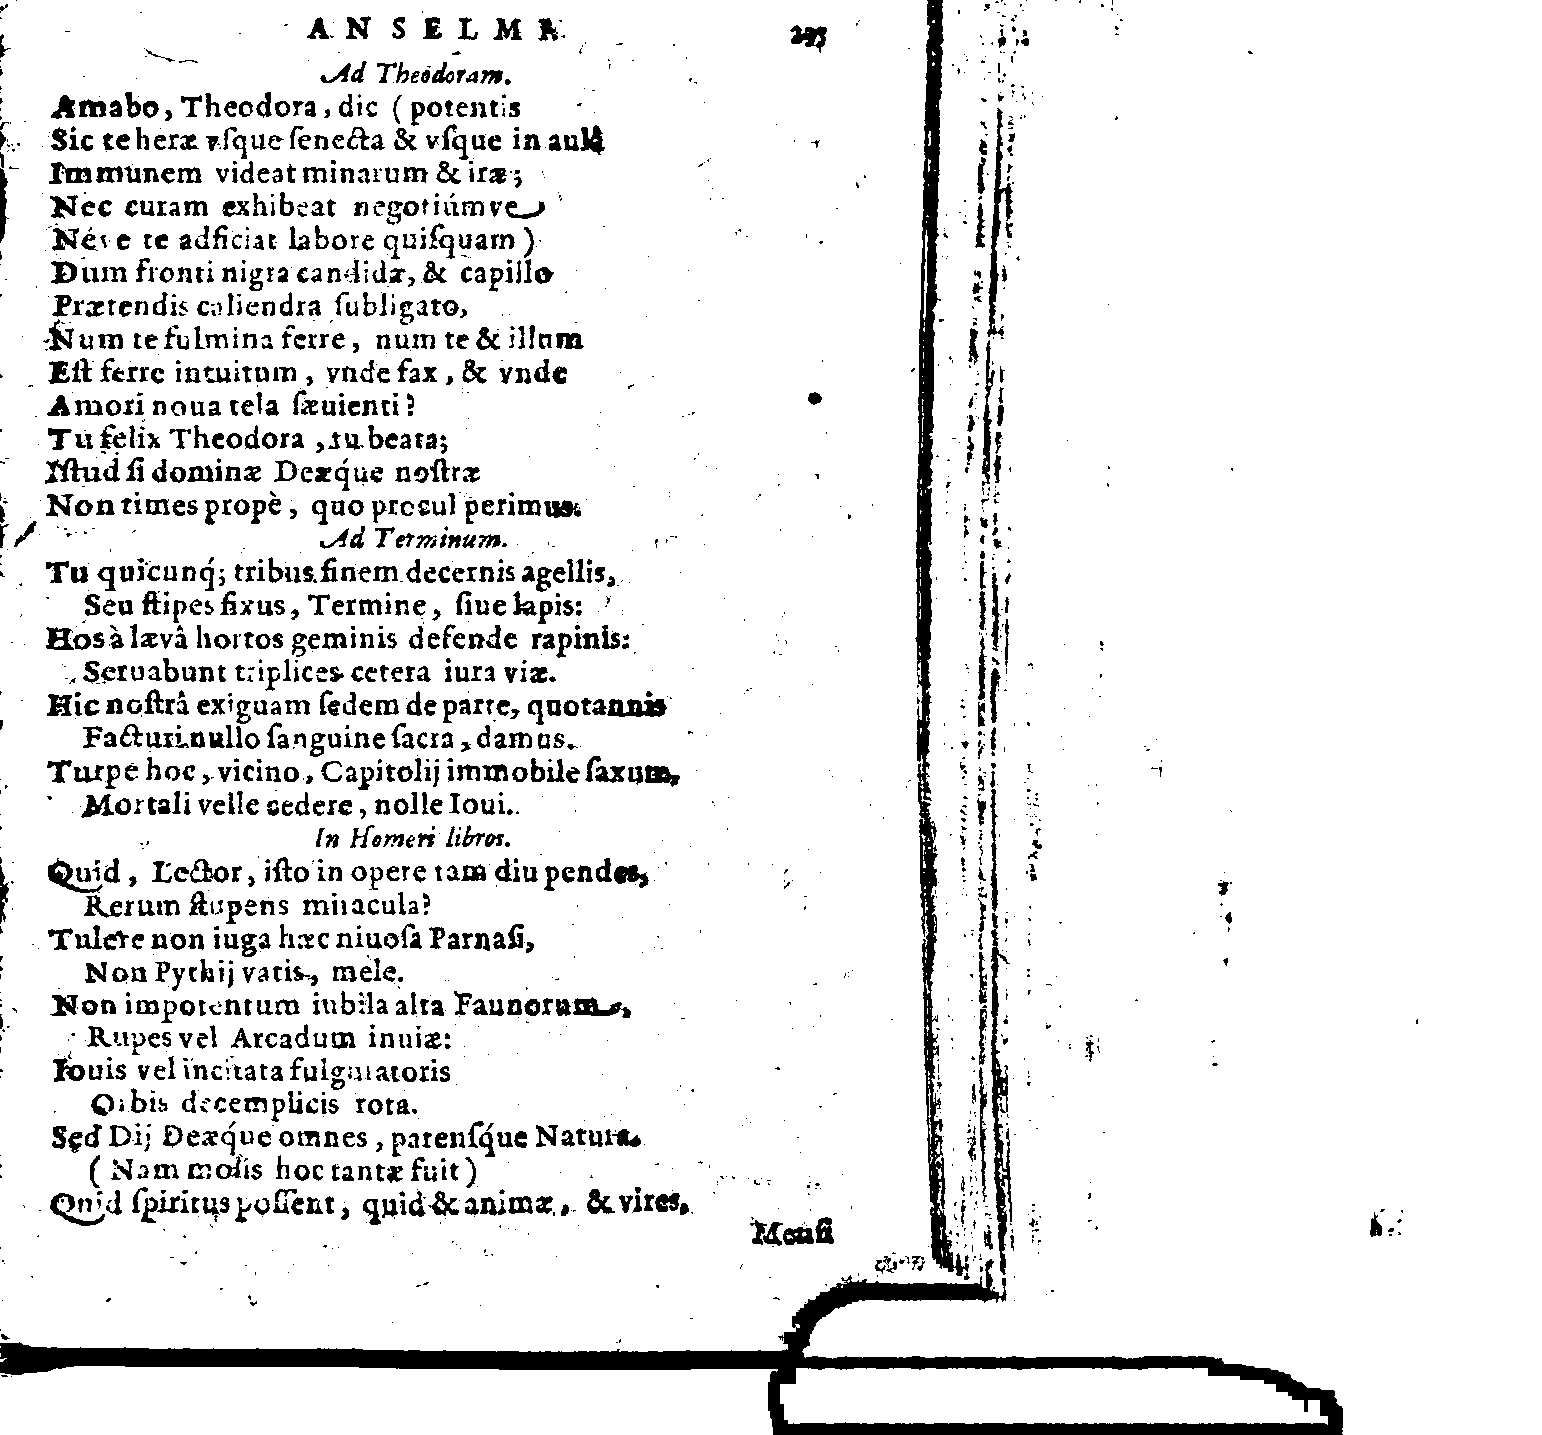 ANSELMI.
Ad Theodoram.
Amabo, Theodora, dic (potentis
Sic te heræ vſque ſenecta & vſque in aulâ
Immunem videat minarum & iræ;
Nec curam exhibeat negotiúmve
Néve te adficiat labore quiſquam)
Dum fronti nigra candidæ, & capillo
Prætendis caliendra ſubligato,
Num te fulmina ferre, num te & illum
Eſt ferre intuitum, vnde fax, & vnde
Amori noua tela ſæuienti?
Tu felix Theodora, tu beata;
Iſtud ſi dominæ Deæq́ue noſtræ
Non times propè, quo procul perimus.
Ad Terminum.
Tu quicunq́; tribus finem decernis agellis,
Seu ſtipes fixus, Termine, ſiue lapis:
Hos à lævâ hortos geminis defende rapinis:
Seruabunt triplices cetera iura viæ.
Hic noſtrâ exiguam ſedem de parte, quotannis
Facturi nullo ſanguine ſacra, damus.
Turpe hoc, vicino, Capitolij immobile ſaxum,
Mortali velle cedere, nolle Ioui.
In Homeri libros.
Quid, Lector, iſto in opere tam diu pendes,
Rerum ſtupens miracula?
Tulere non iuga hæc niuoſa Parnaſi,
Non Pythij vatis, mele.
Non impotentum iubila alta Faunorum,
Rupes vel Arcadum inuiæ:
Iouis vel incitata fulguratoris
Orbis decemplicis rota.
Sed Dij Deæq́ue omnes, parenſq́ue Natura
(Nam molis hoc tantæ fuit)
Quid ſpiritus poſſent, quid & animæ, & vires,
Menſi